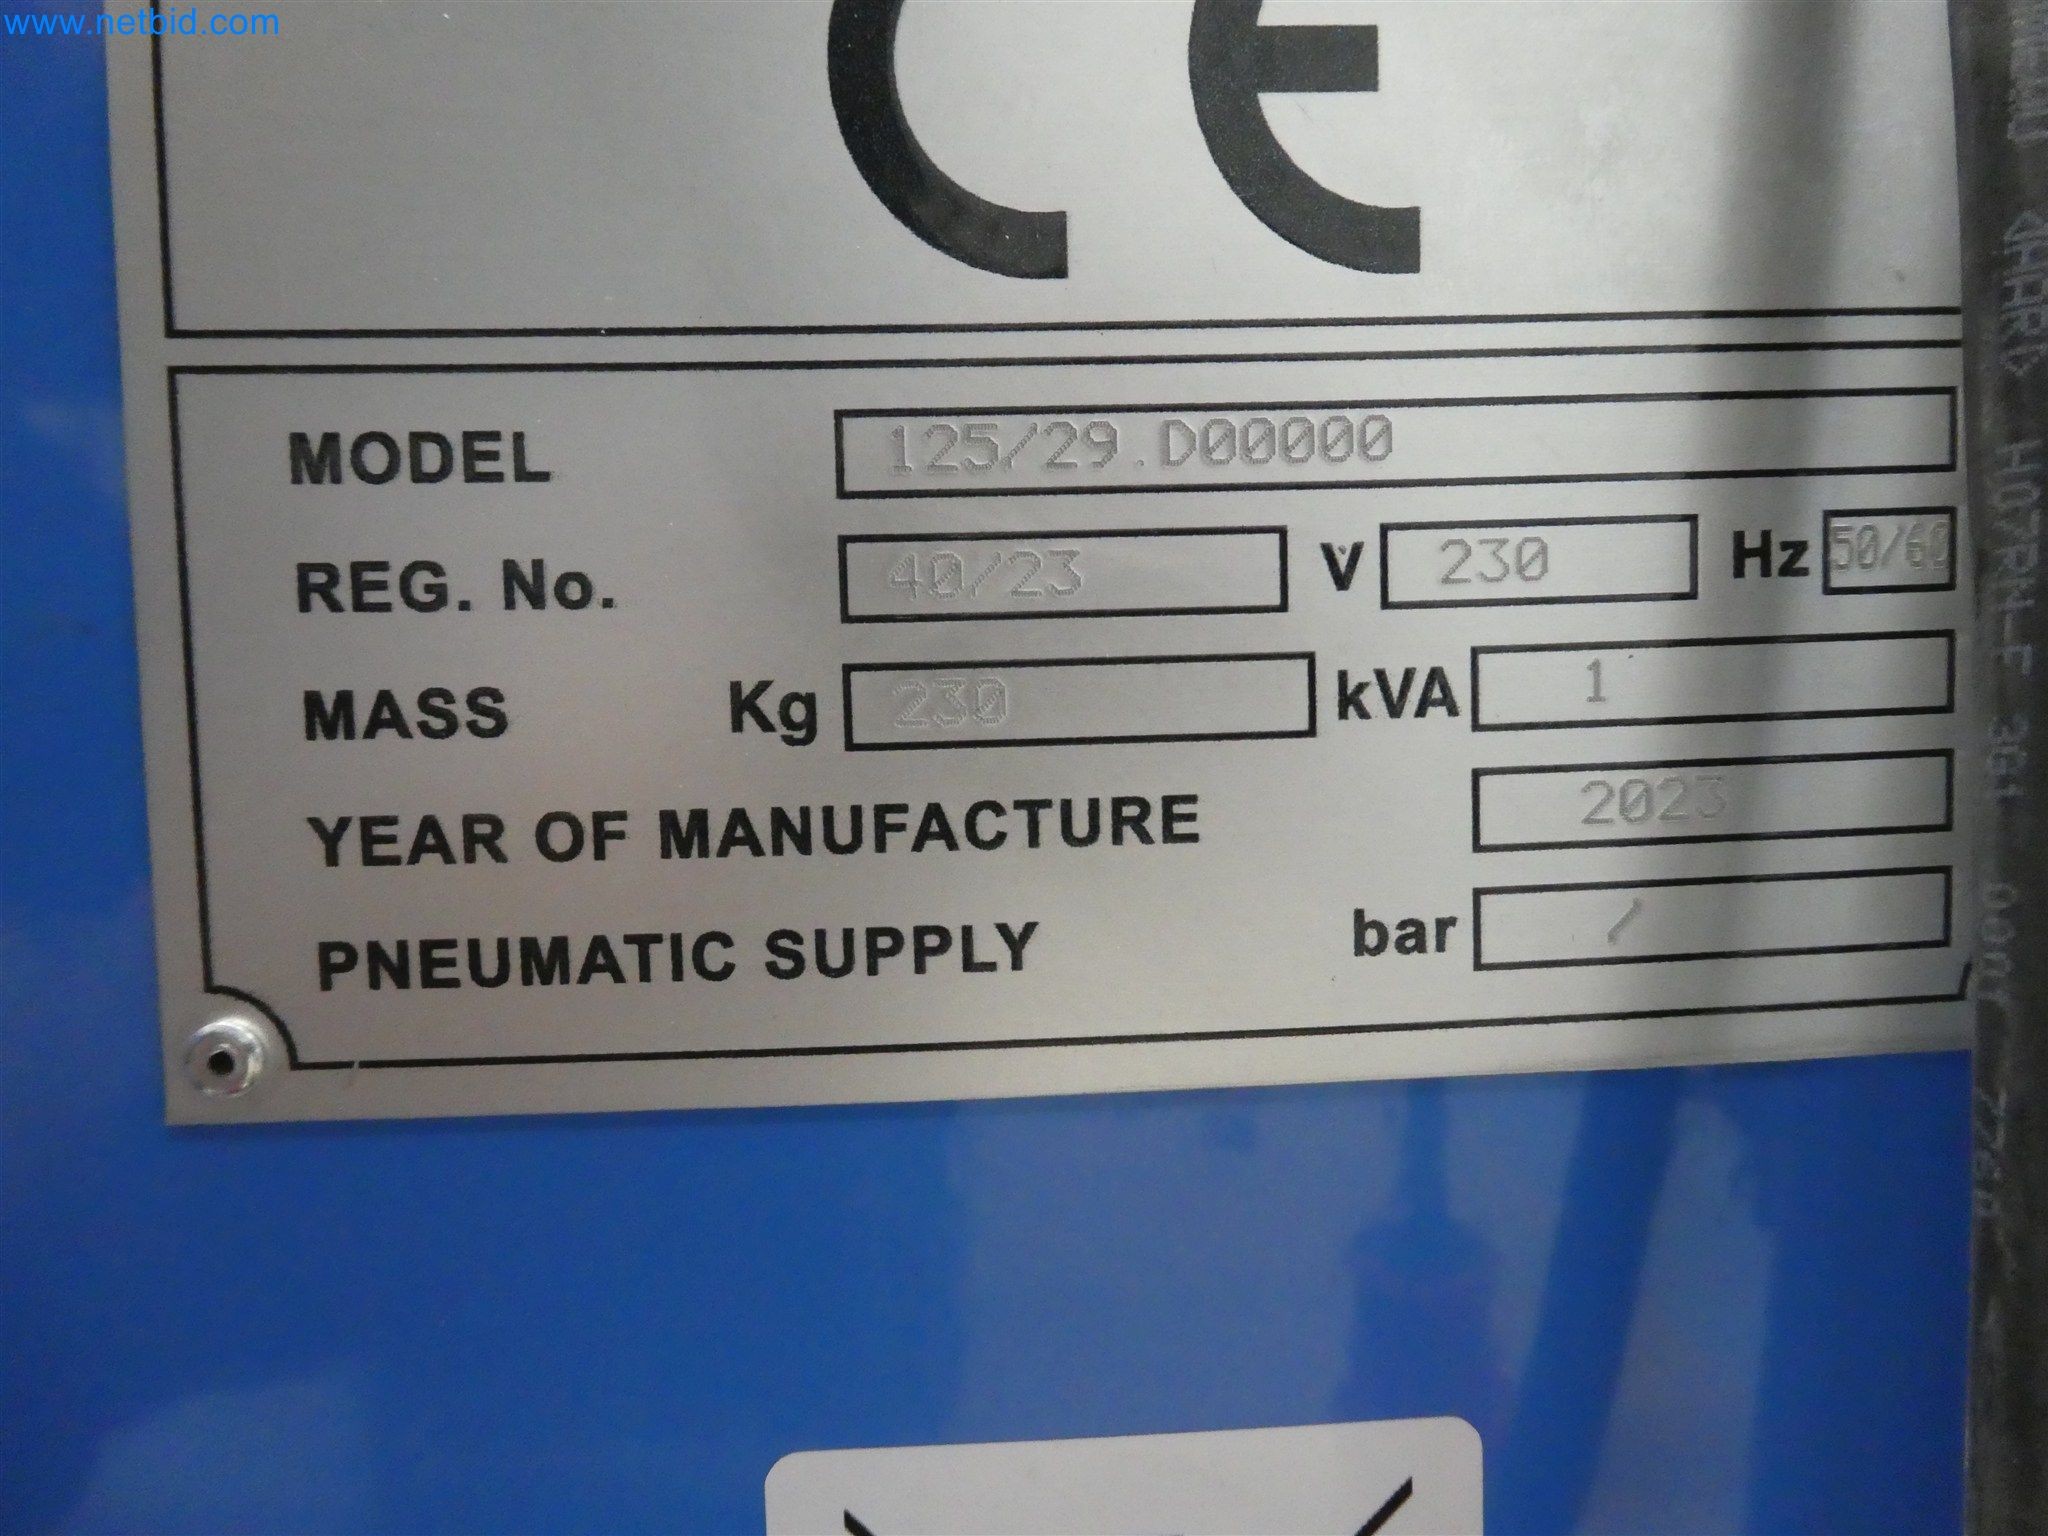 www.netbid.com
CE
MODEL 125/29.D00000
REG. No. 40/23 V 230 Hz 50/60
MASS Kg 230 kVA 1
YEAR OF MANUFACTURE 2023
PNEUMATIC SUPPLY bar /